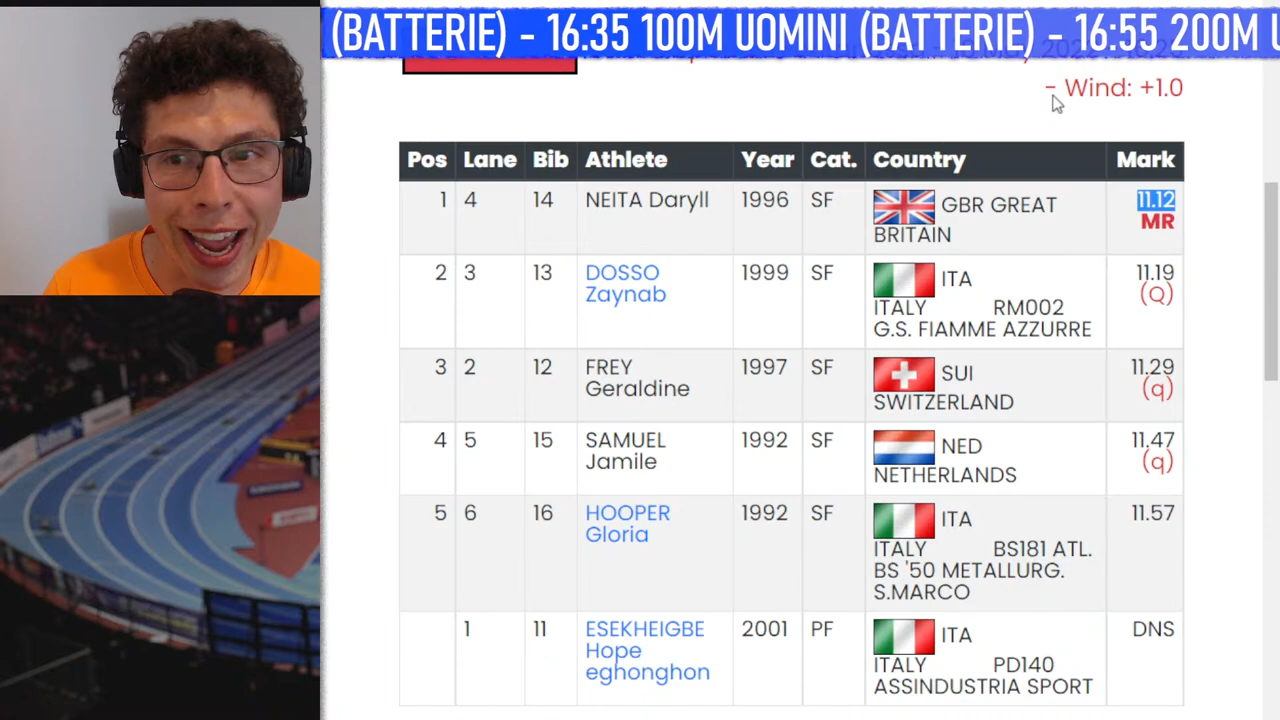 (BATTERIE) - 16:35 100M UOMINI (BATTERIE) - 16:55 200M U
- Wind: +1.0
Pos Lane Bib Athlete Year Cat. Country Mark
1 4 14 NEITA Daryll 1996 SF GBR GREAT 11.12
BRITAIN MR
2 3 13 DOSSO 1999 SF ITA 11.19
Zaynab ITALY RM002 (Q)
G.S. FIAMME AZZURRE
3 2 12 FREY 1997 SF SUI 11.29
Geraldine SWITZERLAND (q)
4 5 15 SAMUEL 1992 SF NED 11.47
Jamile NETHERLANDS (q)
5 6 16 HOOPER 1992 SF ITA 11.57
Gloria ITALY BS181 ATL.
BS '50 METALLURG.
S.MARCO
1 11 ESEKHEIGBE 2001 PF ITA DNS
Hope ITALY PD140
eghonghon ASSINDUSTRIA SPORT